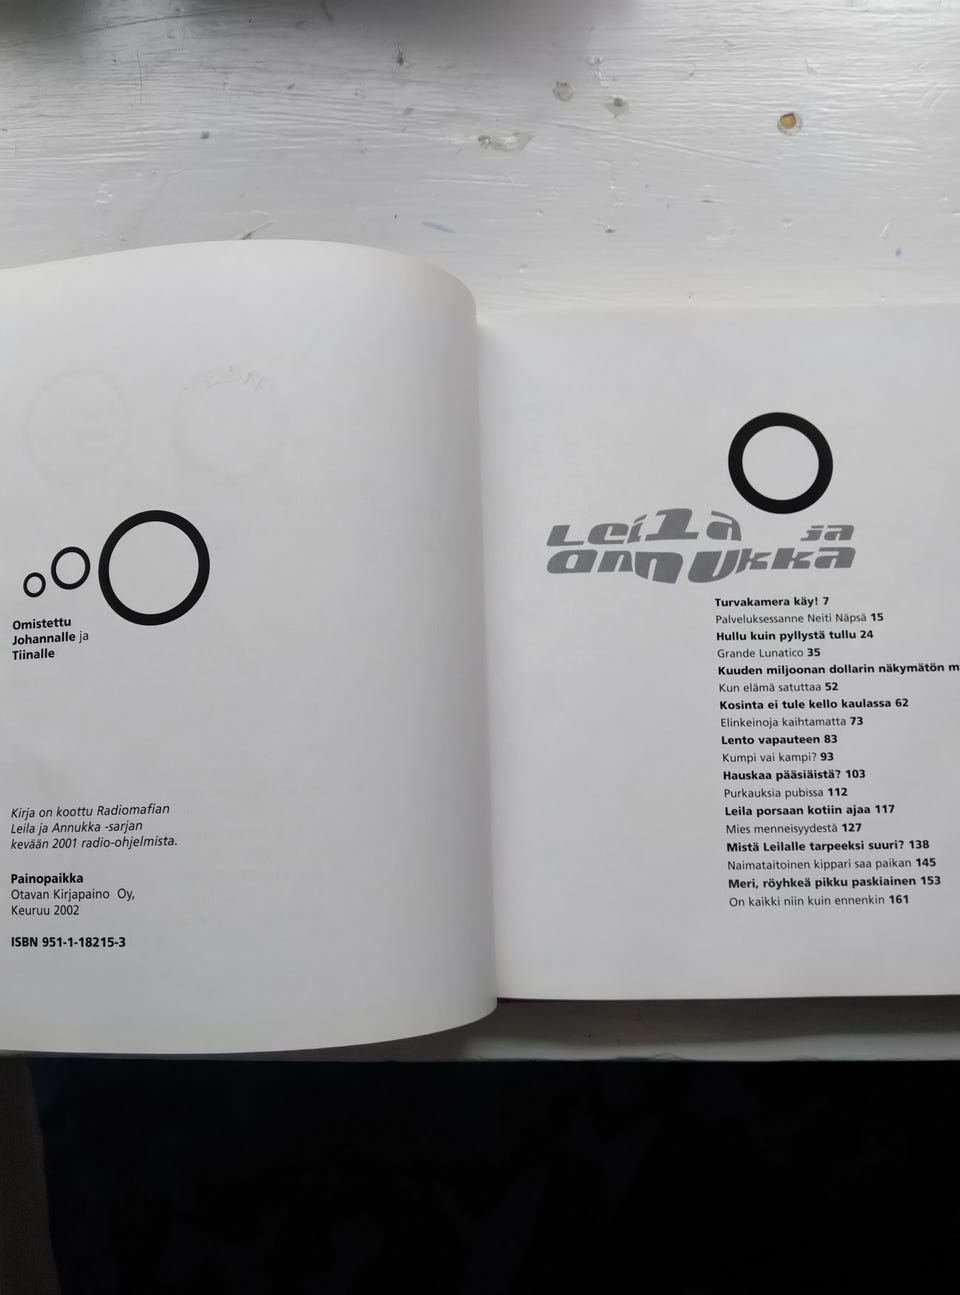 Omistettu
Johannalle ja
Tiinalle
Kirja on koottu Radiomafian
Leila ja Annukka -sarjan
kevään 2001 radio-ohjelmista.
Painopaikka
Otavan Kirjapaino Oy,
Keuruu 2002
ISBN 951-1-18215-3
Leila ja
annukka
Turvakamera käy! 7
Palveluksessanne Neiti Näpsä 15
Hullu kuin pyllystä tullu 24
Grande Lunatico 35
Kuuden miljoonan dollarin näkymätön
Kun elämä satuttaa 52
Kosinta ei tule kello kaulassa 62
Elinkeinoja kaihtamatta 73
Lento vapauteen 83
Kumpi vai kampi? 93
Hauskaa pääsiäistä? 103
Purkauksia pubissa 112
Leila porsaan kotiin ajaa 117
Mies menneisyydestä 127
Mistä Leilalle tarpeeksi suuri? 138
Naimataitoinen kippari saa paikan 145
Meri, röyhkeä pikku paskiainen 153
On kaikki niin kuin ennenkin 161